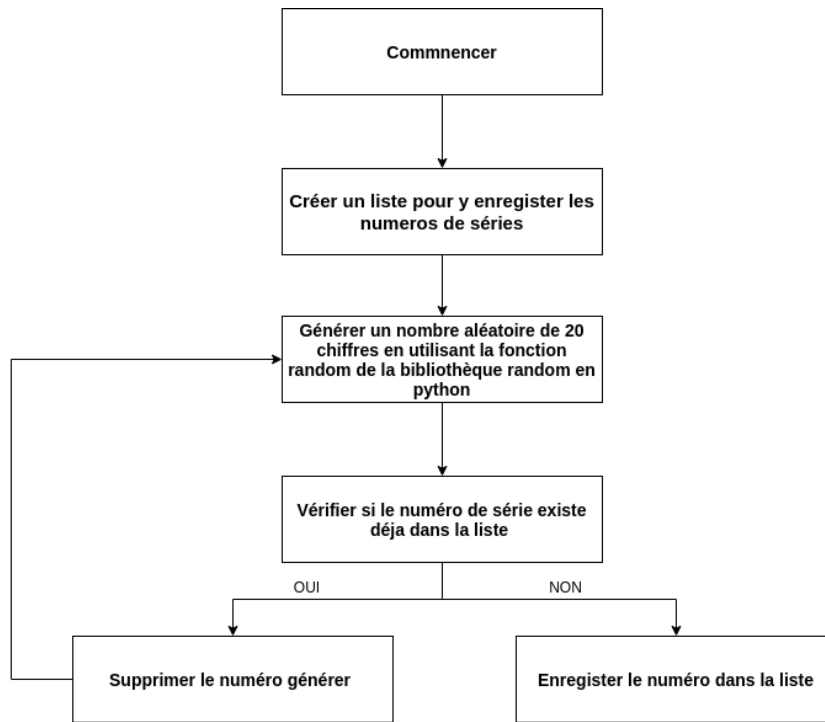 Commnencer
Créer un liste pour y enregister les
numeros de séries
Générer un nombre aléatoire de 20
chiffres en utilisant la fonction
random de la bibliothèque random en
python
Vérifier si le numéro de série existe
déja dans la liste
OUI
NON
Supprimer le numéro générer
Enregister le numéro dans la liste